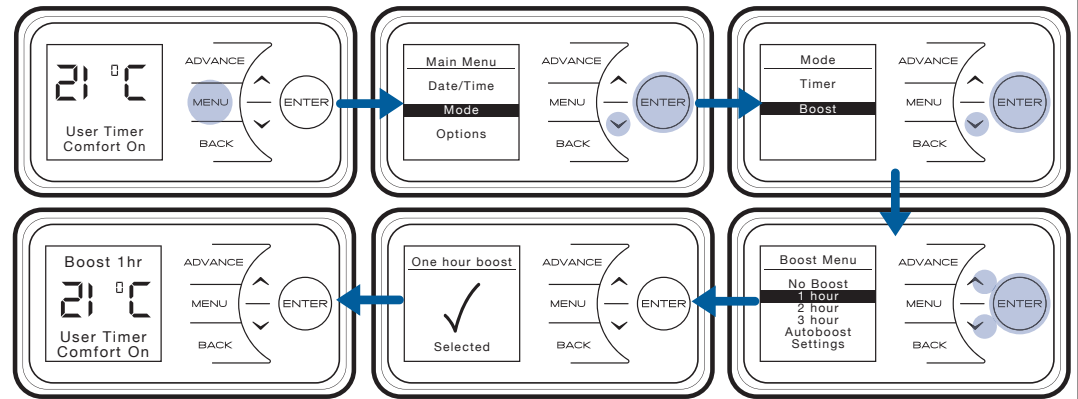 21 °C
User Timer
Comfort On
ADVANCE
MENU
BACK
ENTER
Main Menu
Date/Time
Mode
Options
ADVANCE
MENU
BACK
ENTER
Mode
Timer
Boost
ADVANCE
MENU
BACK
ENTER
Boost 1hr
21 °C
User Timer
Comfort On
ADVANCE
MENU
BACK
ENTER
One hour boost
Selected
ADVANCE
MENU
BACK
ENTER
Boost Menu
No Boost
1 hour
2 hour
3 hour
Autoboost
Settings
ADVANCE
MENU
BACK
ENTER